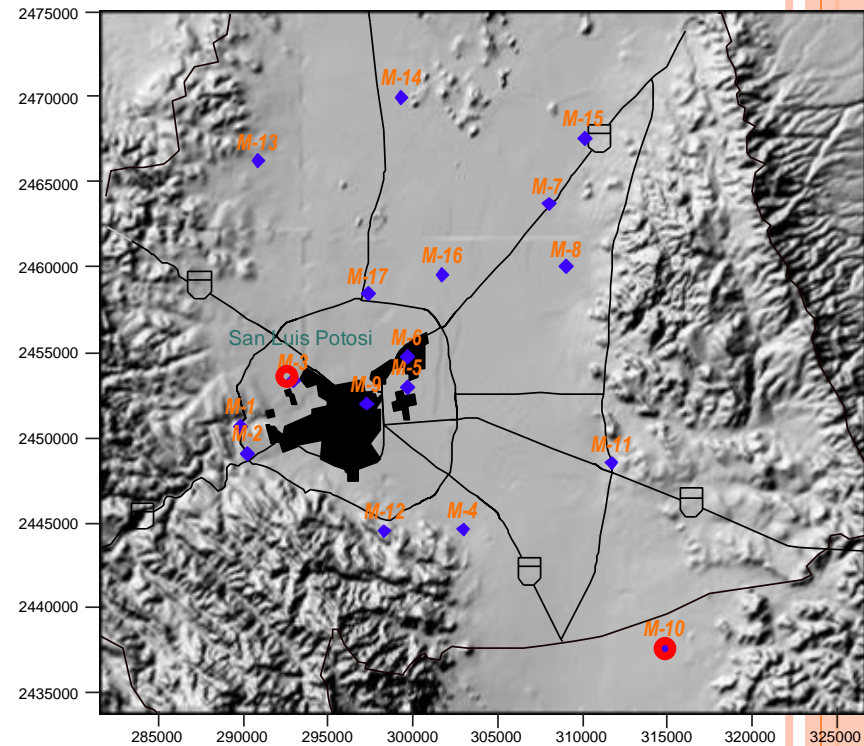 2475000
M-14
2470000
M-15
M-13
2465000
M-7
M-16
M-8
2460000
M-17
San Luis Potosi
M-6
2455000
M-3
M-5
M-9
M-1
2450000
M-2
M-11
2445000
M-12
M-4
2440000
M-10
2435000
285000 290000 295000 300000 305000 310000 315000 320000 325000